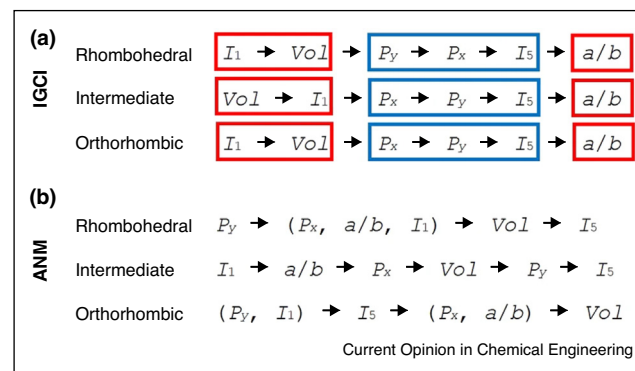 (a)
IGCI
Rhombohedral I₁ → Vol → Py → Px → I₅ → a/b
Intermediate Vol → I₁ → Px → Py → I₅ → a/b
Orthorhombic I₁ → Vol → Px → Py → I₅ → a/b
(b)
ANM
Rhombohedral Py → (Px, a/b, I₁) → Vol → I₅
Intermediate I₁ → a/b → Px → Vol → Py → I₅
Orthorhombic (Py, I₁) → I₅ → (Px, a/b) → Vol
Current Opinion in Chemical Engineering